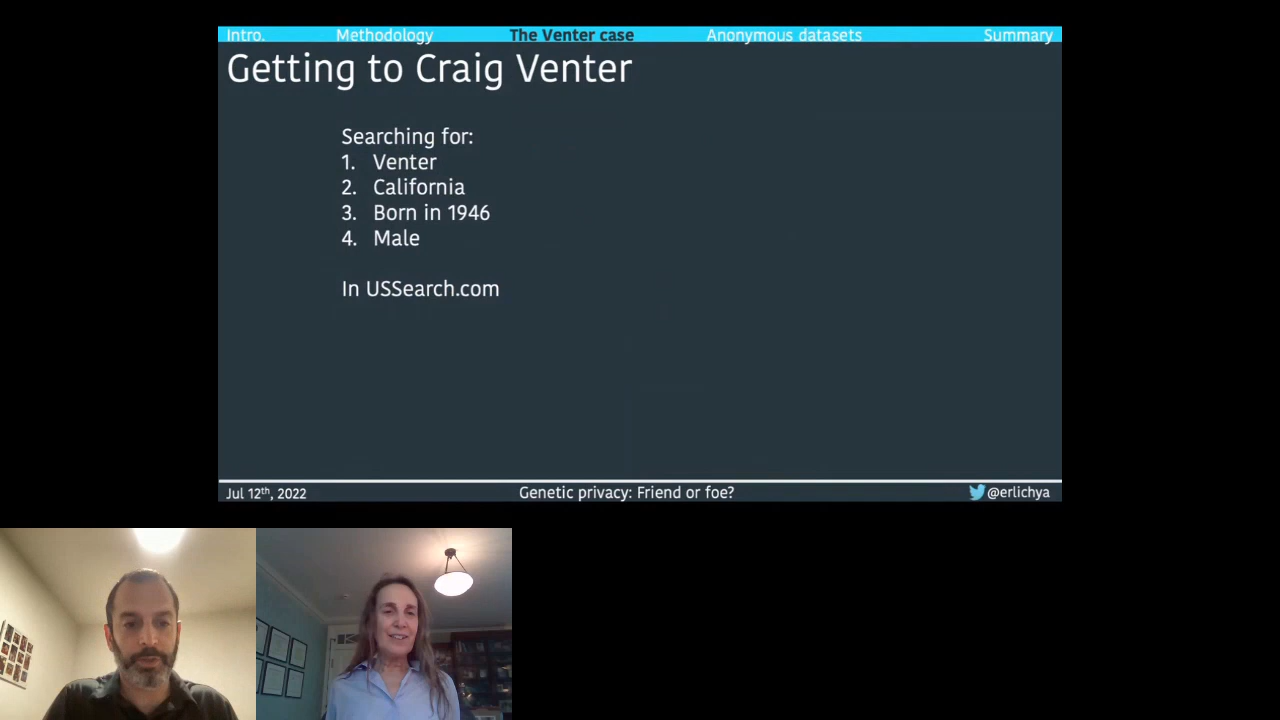 Intro. Methodology The Venter case Anonymous datasets Summary
Getting to Craig Venter
Searching for:
1. Venter
2. California
3. Born in 1946
4. Male
In USSearch.com
Jul 12th, 2022 Genetic privacy: Friend or foe? @erlichya